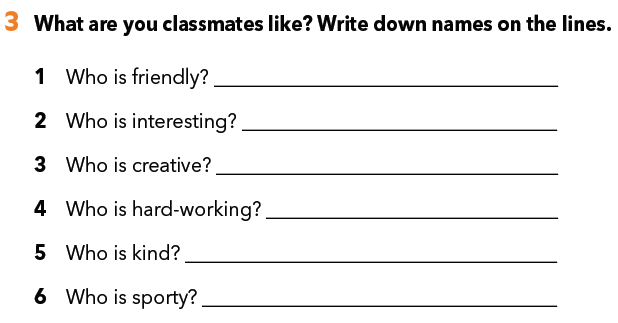 3 What are you classmates like? Write down names on the lines.
1 Who is friendly?
2 Who is interesting?
3 Who is creative?
4 Who is hard-working?
5 Who is kind?
6 Who is sporty?